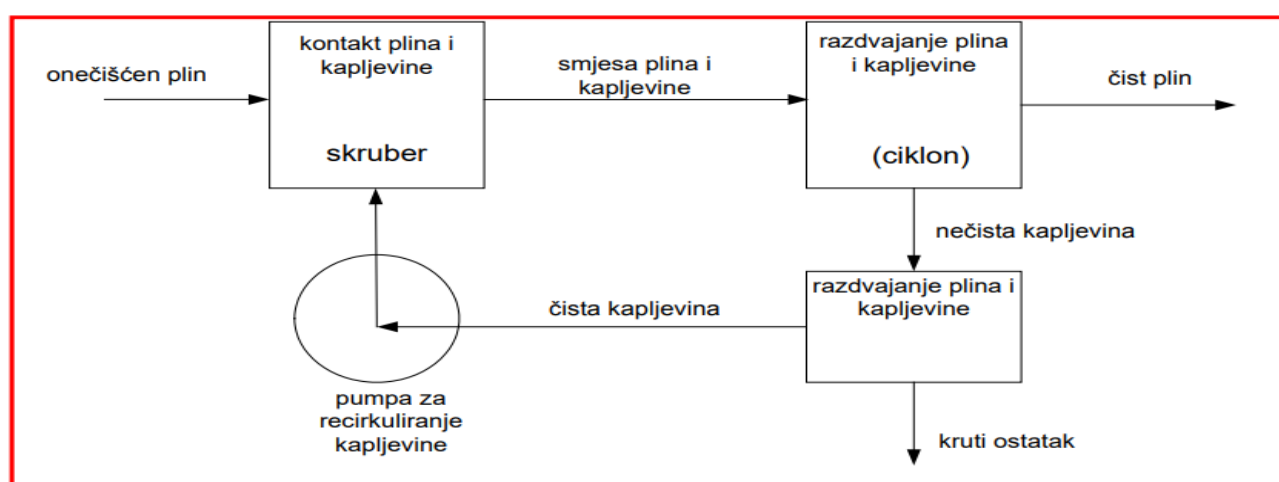 onečišćen plin
kontakt plina i
kapljevine
skruber
smjesa plina i
kapljevine
razdvajanje plina
i kapljevine
(ciklon)
čist plin
nečista kapljevina
razdvajanje plina i
kapljevine
čista kapljevina
pumpa za
recirkuliranje
kapljevine
kruti ostatak